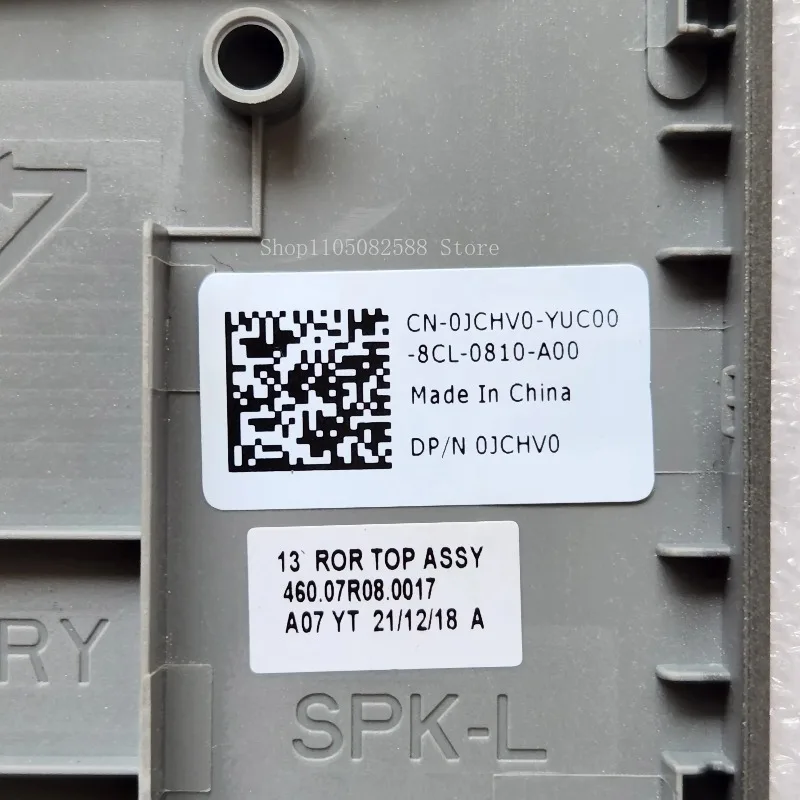 Shop1105082588 Store
CN-0JCHV0-YUC00
-8CL-0810-A00
Made In China
DP/N 0JCHV0
13` ROR TOP ASSY
460.07R08.0017
A07 YT 21/12/18 A
RY
SPK-L